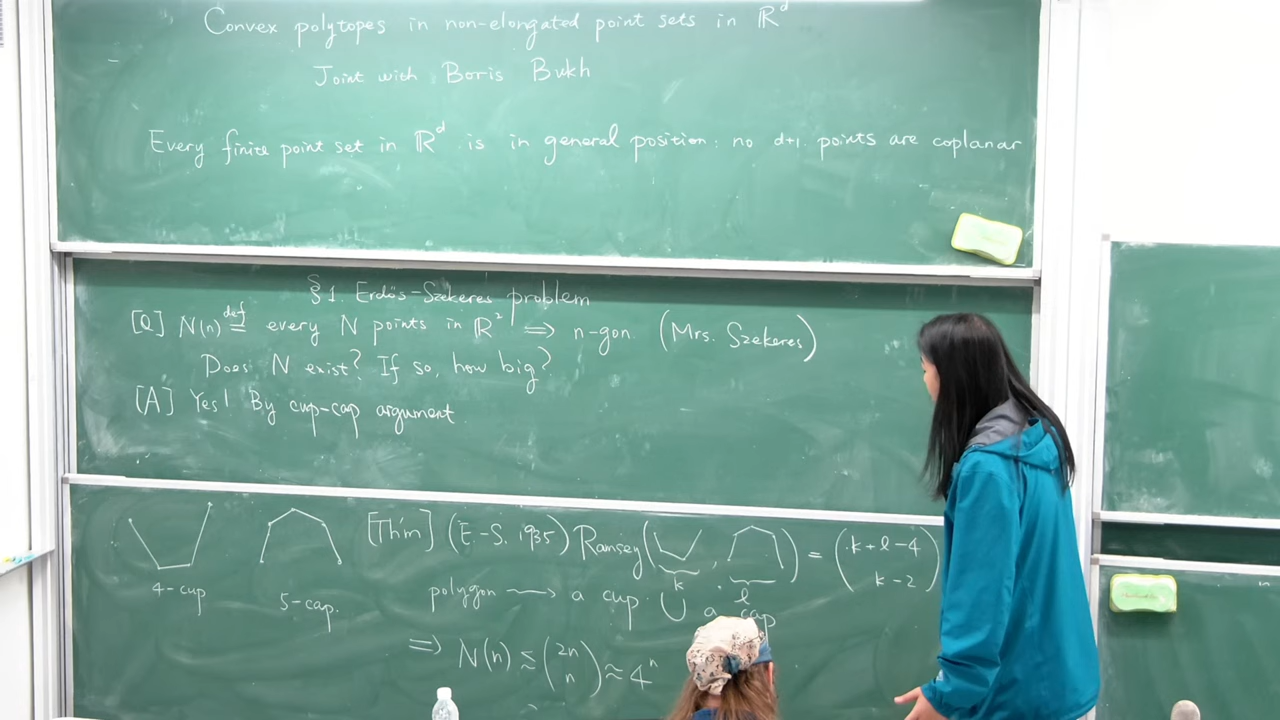 Convex polytopes in non-elongated point sets in ℝ^d
Joint with Boris Bukh
Every finite point set in ℝ^d is in general position: no d+1 points are coplanar
§1. Erdős-Szekeres problem
[Q] N(n) def= every N points in ℝ² ⟹ n-gon. (Mrs. Szekeres)
Does N exist? If so, how big?
[A] Yes! By cup-cap argument.
4-cup
5-cap.
[Thm] (E.-S. 1935) Ramsey( k , l ) = (k+l-4 k-2)
polygon ⟶ a cup ∪ a cap
⟹ N(n) ≲ (2n n) ≈ 4^n